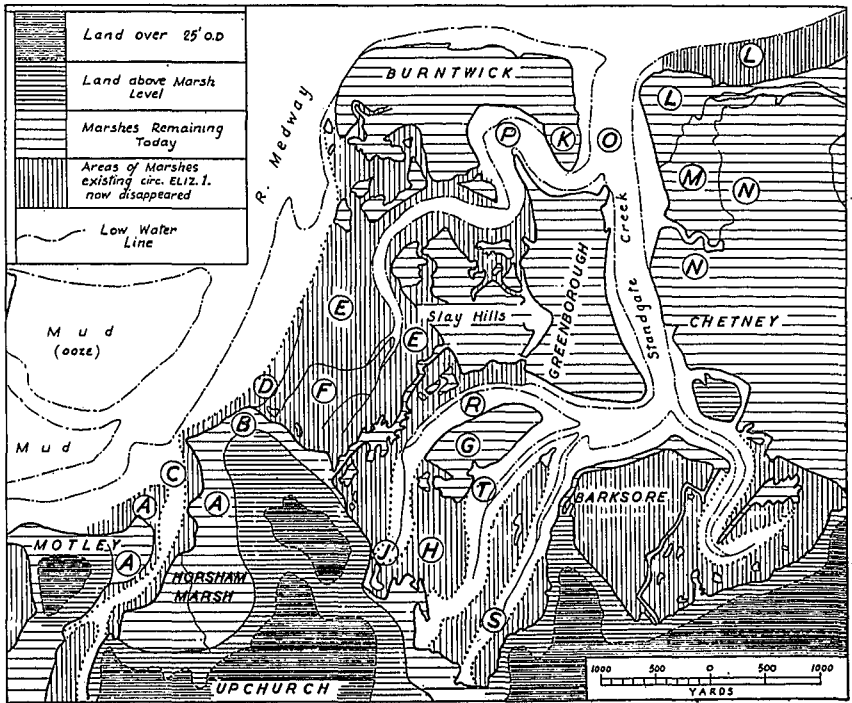 Land over 25' O.D
Land above Marsh
Level
Marshes Remaining
Today
Areas of Marshes
existing circ. ELIZ. 1.
now disappeared
Low Water
Line
R. Medway
BURNTWICK
L
L
P
K
O
M
N
N
Standgate Creek
GREENBOROUGH
CHETNEY
Slay Hills
E
E
Mud
(ooze)
D
F
B
R
G
Mud
C
A
A
T
BARKSORE
MOTLEY
A
J
H
HORSHAM
MARSH
S
UPCHURCH
1000 500 0 500 1000
YARDS